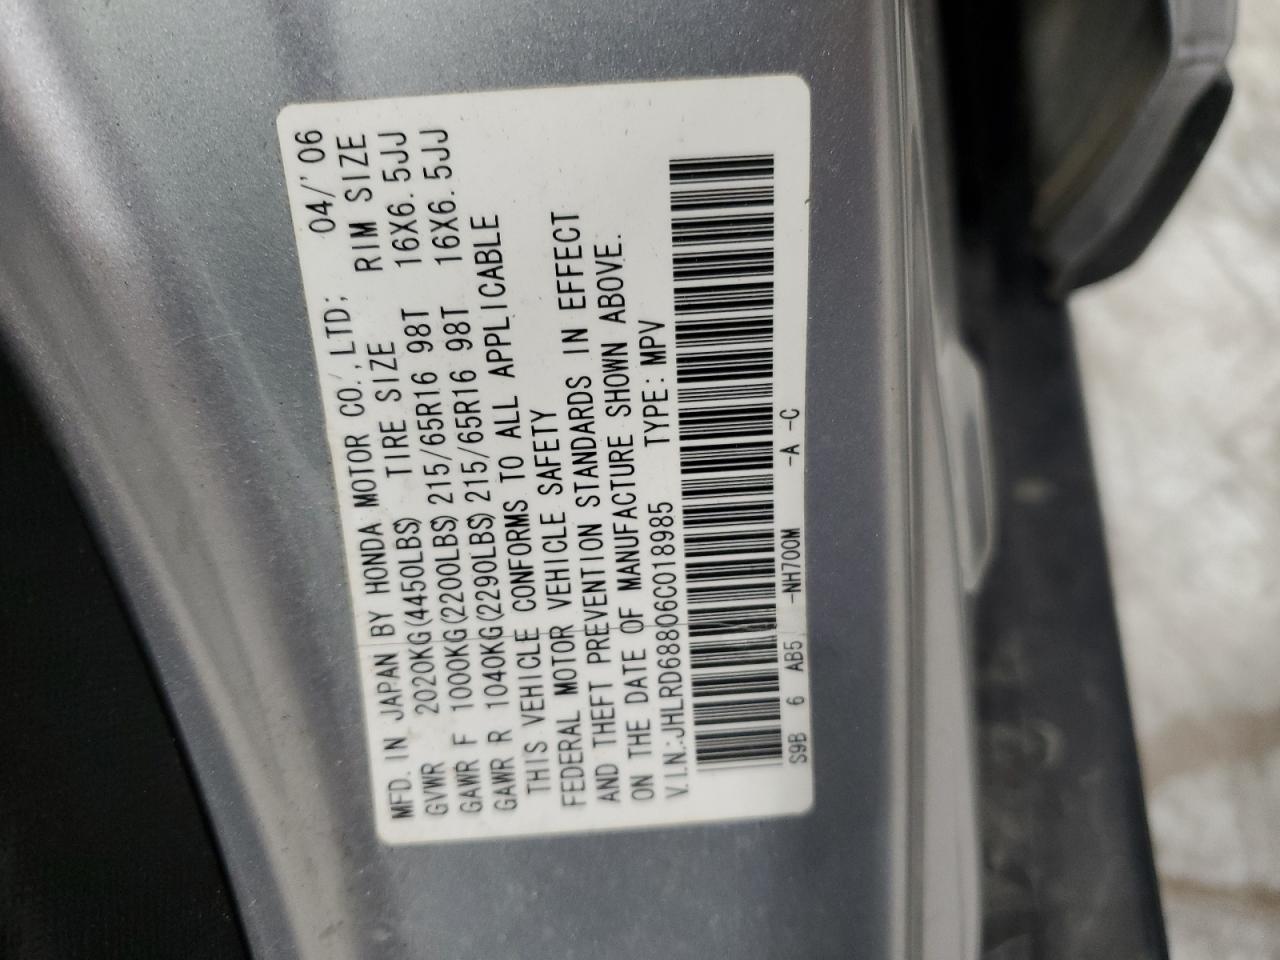 MFD. IN JAPAN BY HONDA MOTOR CO., LTD; 04/'06
GVWR 2020KG(4450LBS) TIRE SIZE RIM SIZE
GAWR F 1000KG(2200LBS) 215/65R16 98T 16X6.5JJ
GAWR R 1040KG(2290LBS) 215/65R16 98T 16X6.5JJ
THIS VEHICLE CONFORMS TO ALL APPLICABLE
FEDERAL MOTOR VEHICLE SAFETY
AND THEFT PREVENTION STANDARDS IN EFFECT
ON THE DATE OF MANUFACTURE SHOWN ABOVE.
V.I.N.:JHLRD68806C018985 TYPE:MPV
S9B 6 AB5 -NH700M -A -C